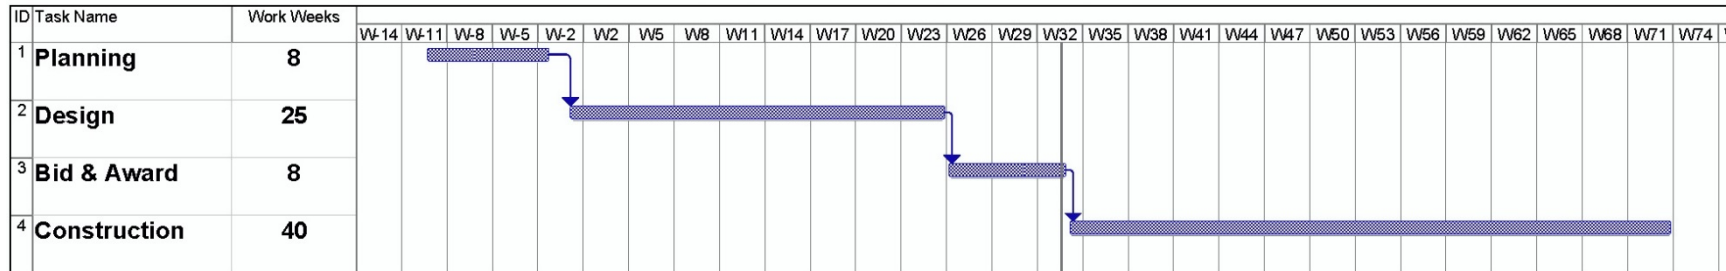 ID Task Name Work Weeks
W-14 W-11 W-8 W-5 W-2 W2 W5 W8 W11 W14 W17 W20 W23 W26 W29 W32 W35 W38 W41 W44 W47 W50 W53 W56 W59 W62 W65 W68 W71 W74
1 Planning 8
2 Design 25
3 Bid & Award 8
4 Construction 40